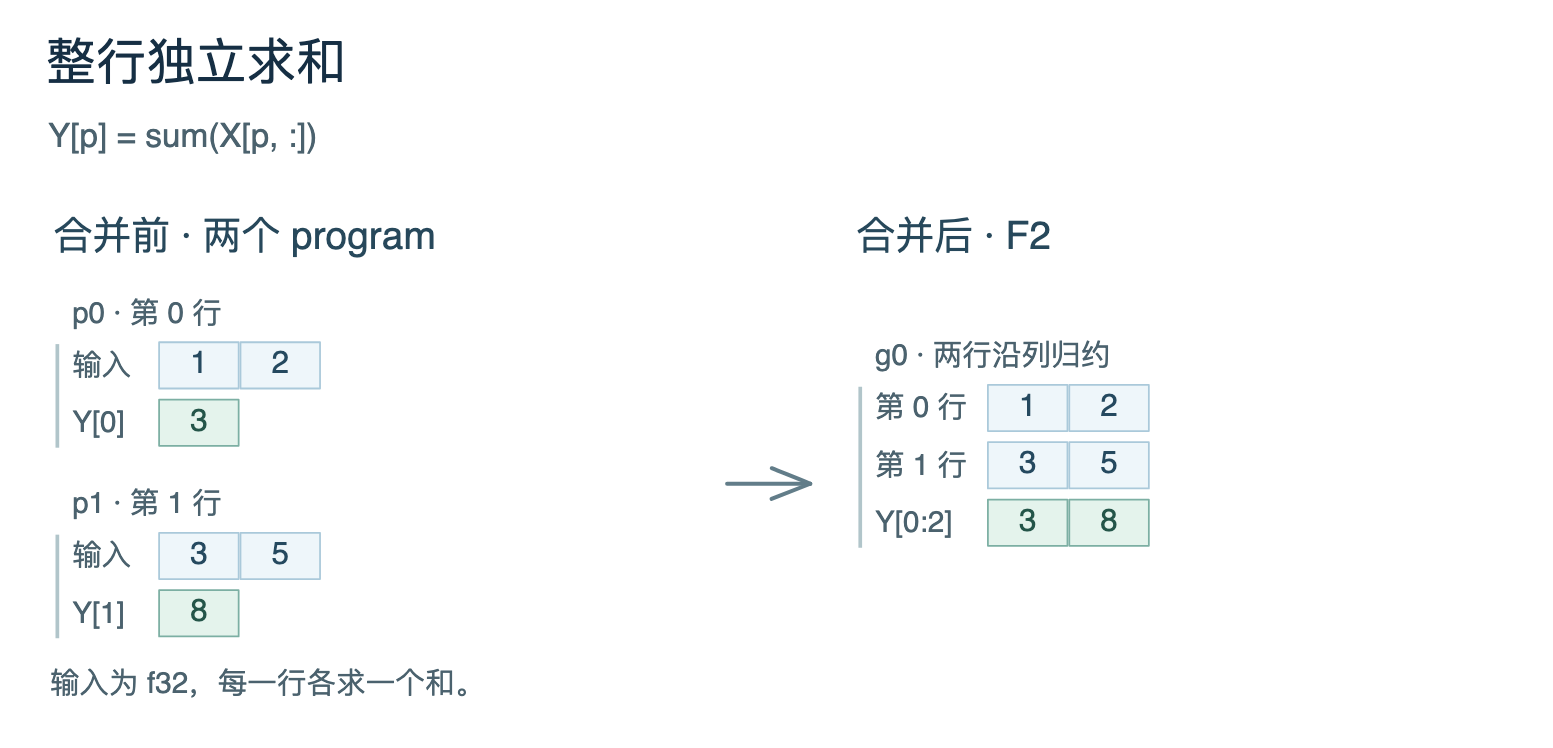 整行独立求和
Y[p] = sum(X[p, :])
合并前 · 两个 program
p0 · 第 0 行
输入 1 2
Y[0] 3
p1 · 第 1 行
输入 3 5
Y[1] 8
输入为 f32，每一行各求一个和。
合并后 · F2
g0 · 两行沿列归约
第 0 行 1 2
第 1 行 3 5
Y[0:2] 3 8